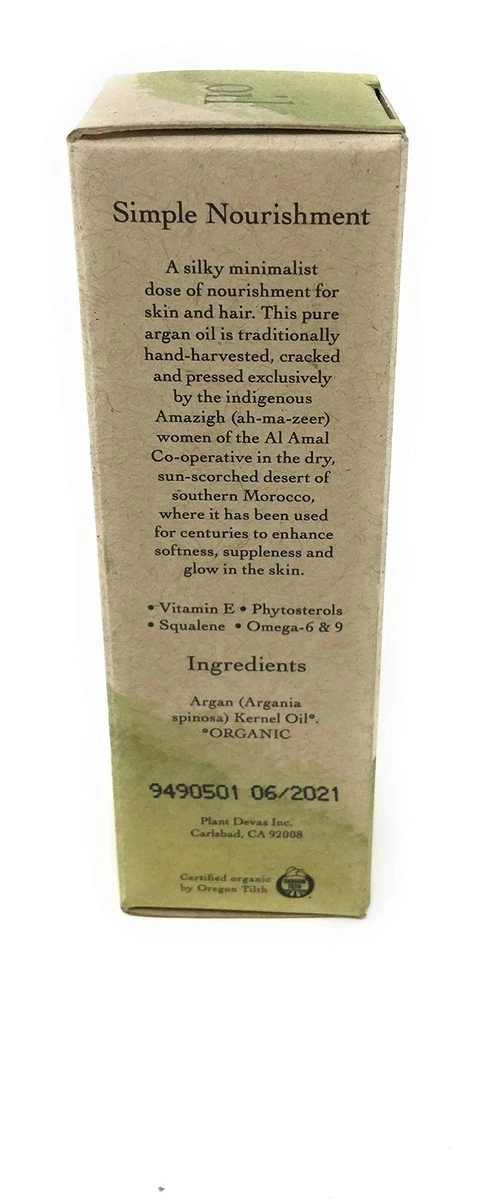 OIL
Simple Nourishment
A silky minimalist
dose of nourishment for
skin and hair. This pure
argan oil is traditionally
hand-harvested, cracked
and pressed exclusively
by the indigenous
Amazigh (ah-ma-zeer)
women of the Al Amal
Co-operative in the dry,
sun-scorched desert of
southern Morocco,
where it has been used
for centuries to enhance
softness, suppleness and
glow in the skin.
• Vitamin E • Phytosterols
• Squalene • Omega-6 & 9
Ingredients
Argan (Argania
spinosa) Kernel Oil°.
°ORGANIC
9490501 06/2021
Plant Devas Inc.
Carlsbad, CA 92008
Certified organic
by Oregon Tilth
OREGON
TILTH